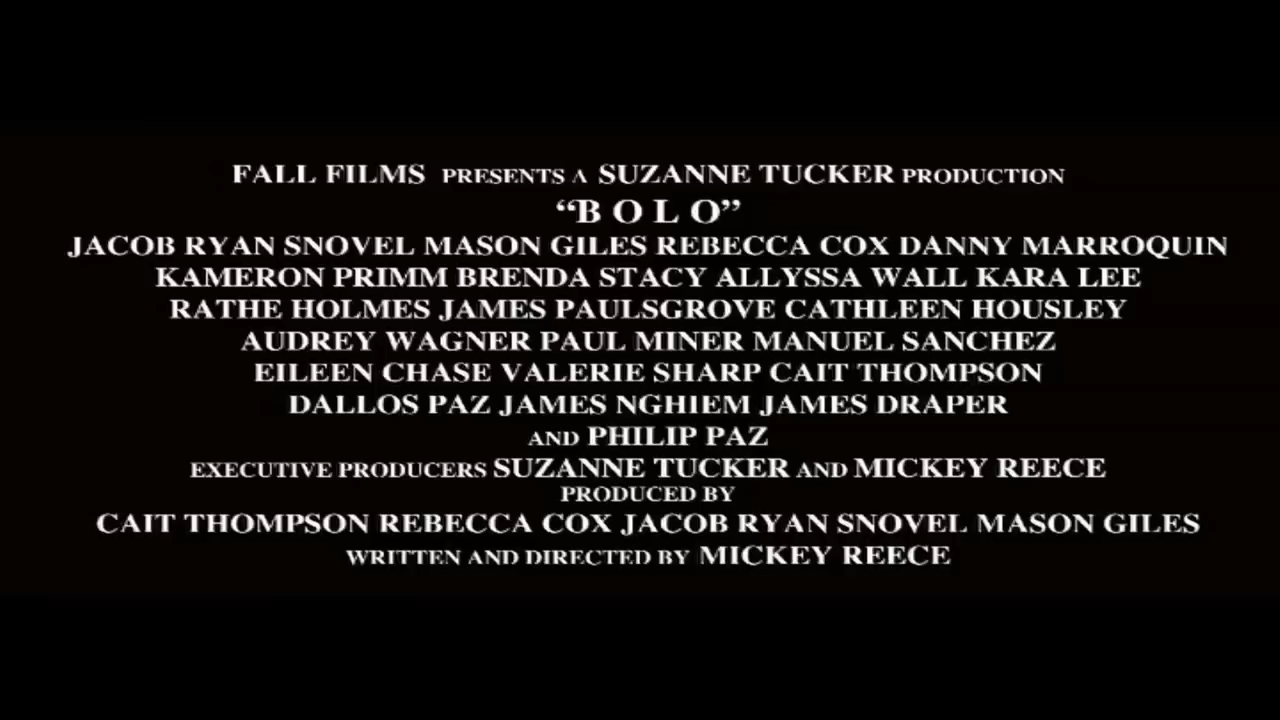 FALL FILMS PRESENTS A SUZANNE TUCKER PRODUCTION
“B O L O”
JACOB RYAN SNOVEL MASON GILES REBECCA COX DANNY MARROQUIN
KAMERON PRIMM BRENDA STACY ALLYSSA WALL KARA LEE
RATHE HOLMES JAMES PAULSGROVE CATHLEEN HOUSLEY
AUDREY WAGNER PAUL MINER MANUEL SANCHEZ
EILEEN CHASE VALERIE SHARP CAIT THOMPSON
DALLOS PAZ JAMES NGHIEM JAMES DRAPER
AND PHILIP PAZ
EXECUTIVE PRODUCERS SUZANNE TUCKER AND MICKEY REECE
PRODUCED BY
CAIT THOMPSON REBECCA COX JACOB RYAN SNOVEL MASON GILES
WRITTEN AND DIRECTED BY MICKEY REECE